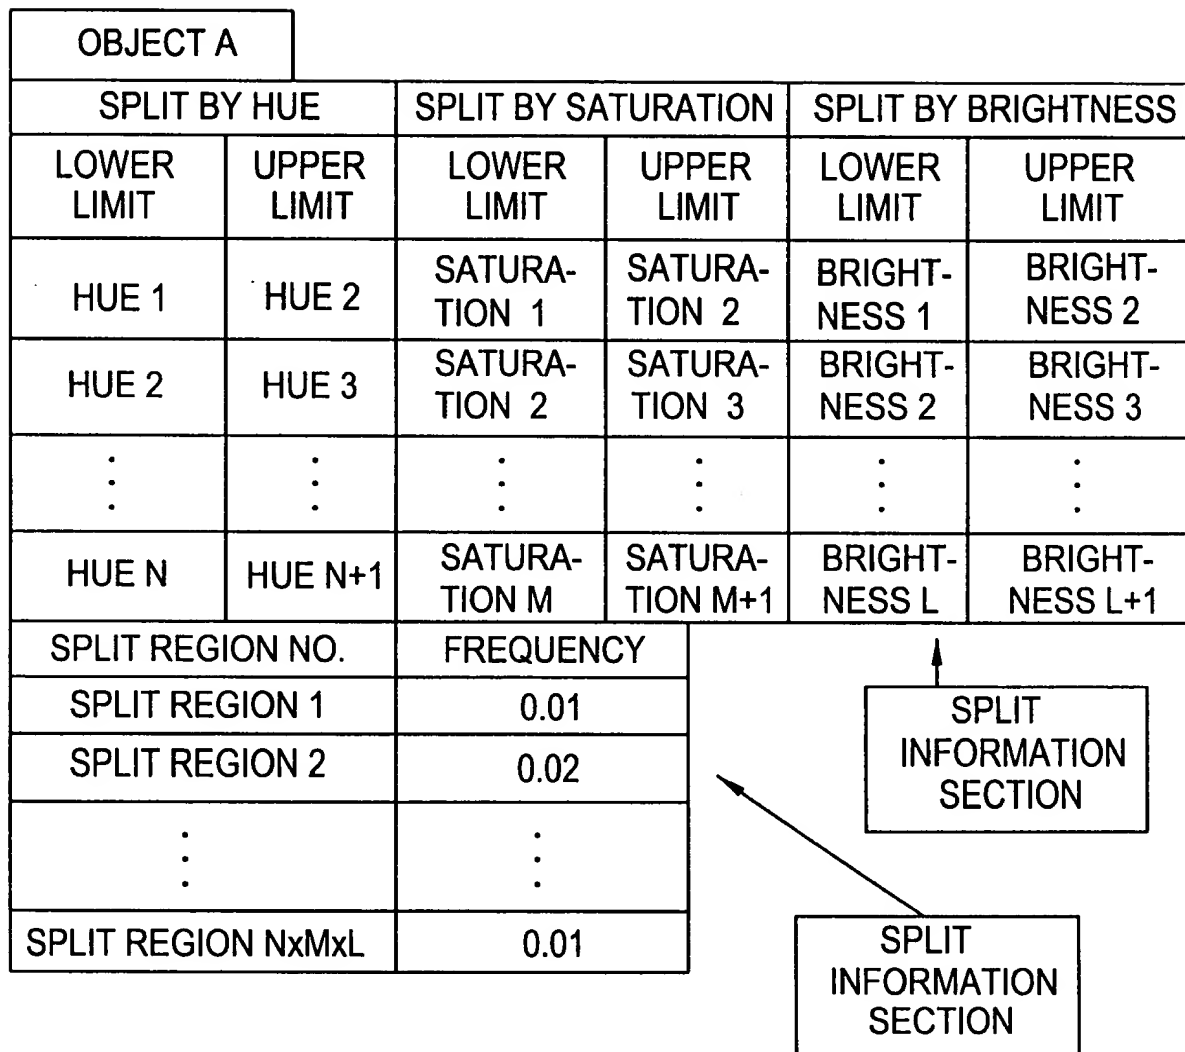 OBJECT A
SPLIT BY HUE SPLIT BY SATURATION SPLIT BY BRIGHTNESS
LOWER LIMIT UPPER LIMIT LOWER LIMIT UPPER LIMIT LOWER LIMIT UPPER LIMIT
HUE 1 HUE 2 SATURA-TION 1 SATURA-TION 2 BRIGHT-NESS 1 BRIGHT-NESS 2
HUE 2 HUE 3 SATURA-TION 2 SATURA-TION 3 BRIGHT-NESS 2 BRIGHT-NESS 3
HUE N HUE N+1 SATURA-TION M SATURA-TION M+1 BRIGHT-NESS L BRIGHT-NESS L+1
SPLIT REGION NO. FREQUENCY
SPLIT REGION 1 0.01
SPLIT REGION 2 0.02
SPLIT REGION NxMxL 0.01
SPLIT
INFORMATION
SECTION
SPLIT
INFORMATION
SECTION